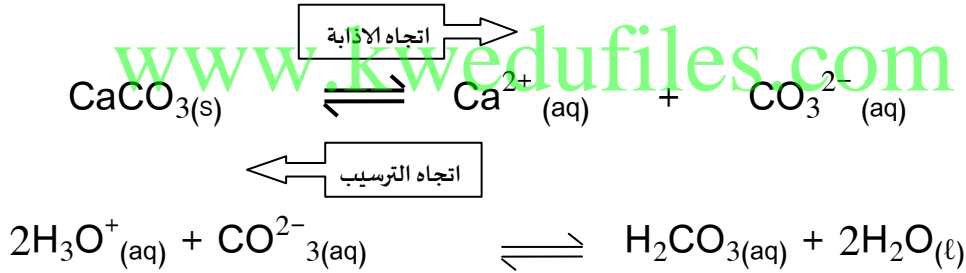 اتجاه الاذابة
www.kwedufiles.com
CaCO₃(s) ⇌ Ca²⁺(aq) + CO₃²⁻(aq)
اتجاه الترسيب
2H₃O⁺(aq) + CO²⁻₃(aq) ⇌ H₂CO₃(aq) + 2H₂O(ℓ)